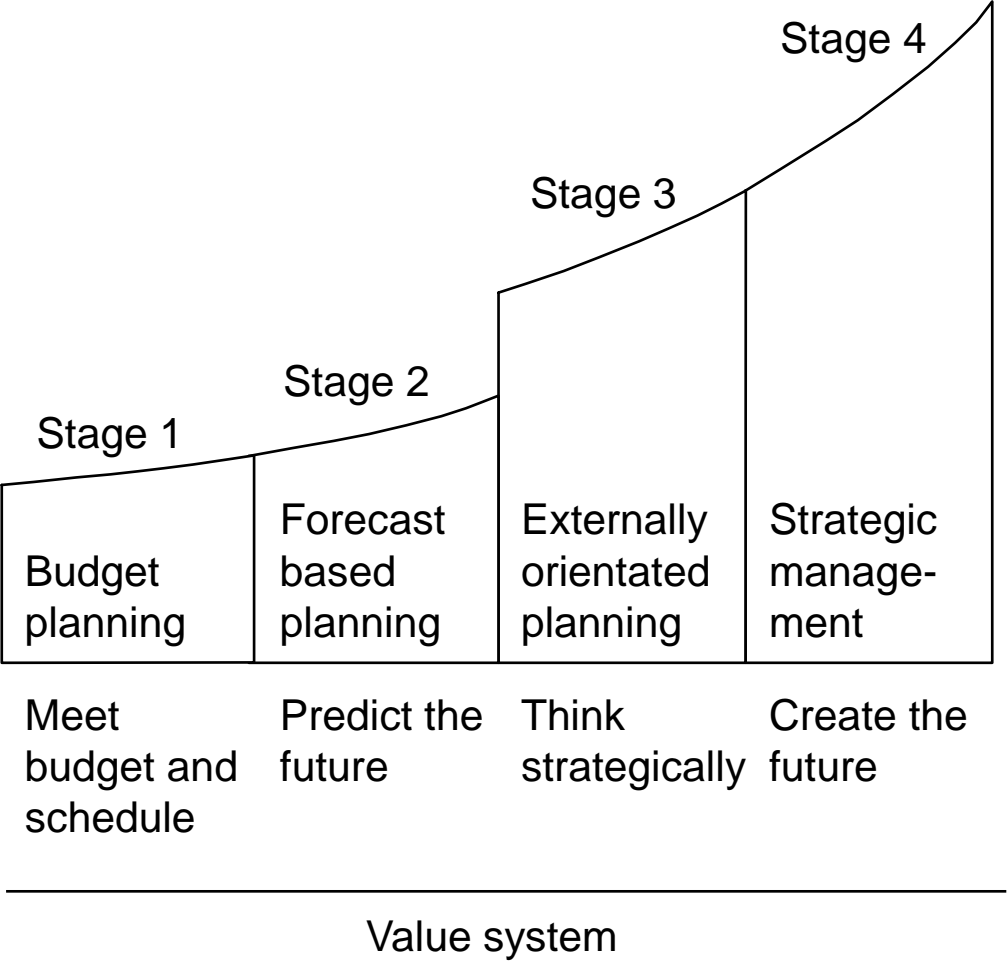 Stage 4
Stage 3
Stage 2
Stage 1
Budget
planning
Forecast
based
planning
Externally
orientated
planning
Strategic
manage-
ment
Meet
budget and
schedule
Predict the
future
Think
strategically
Create the
future
Value system